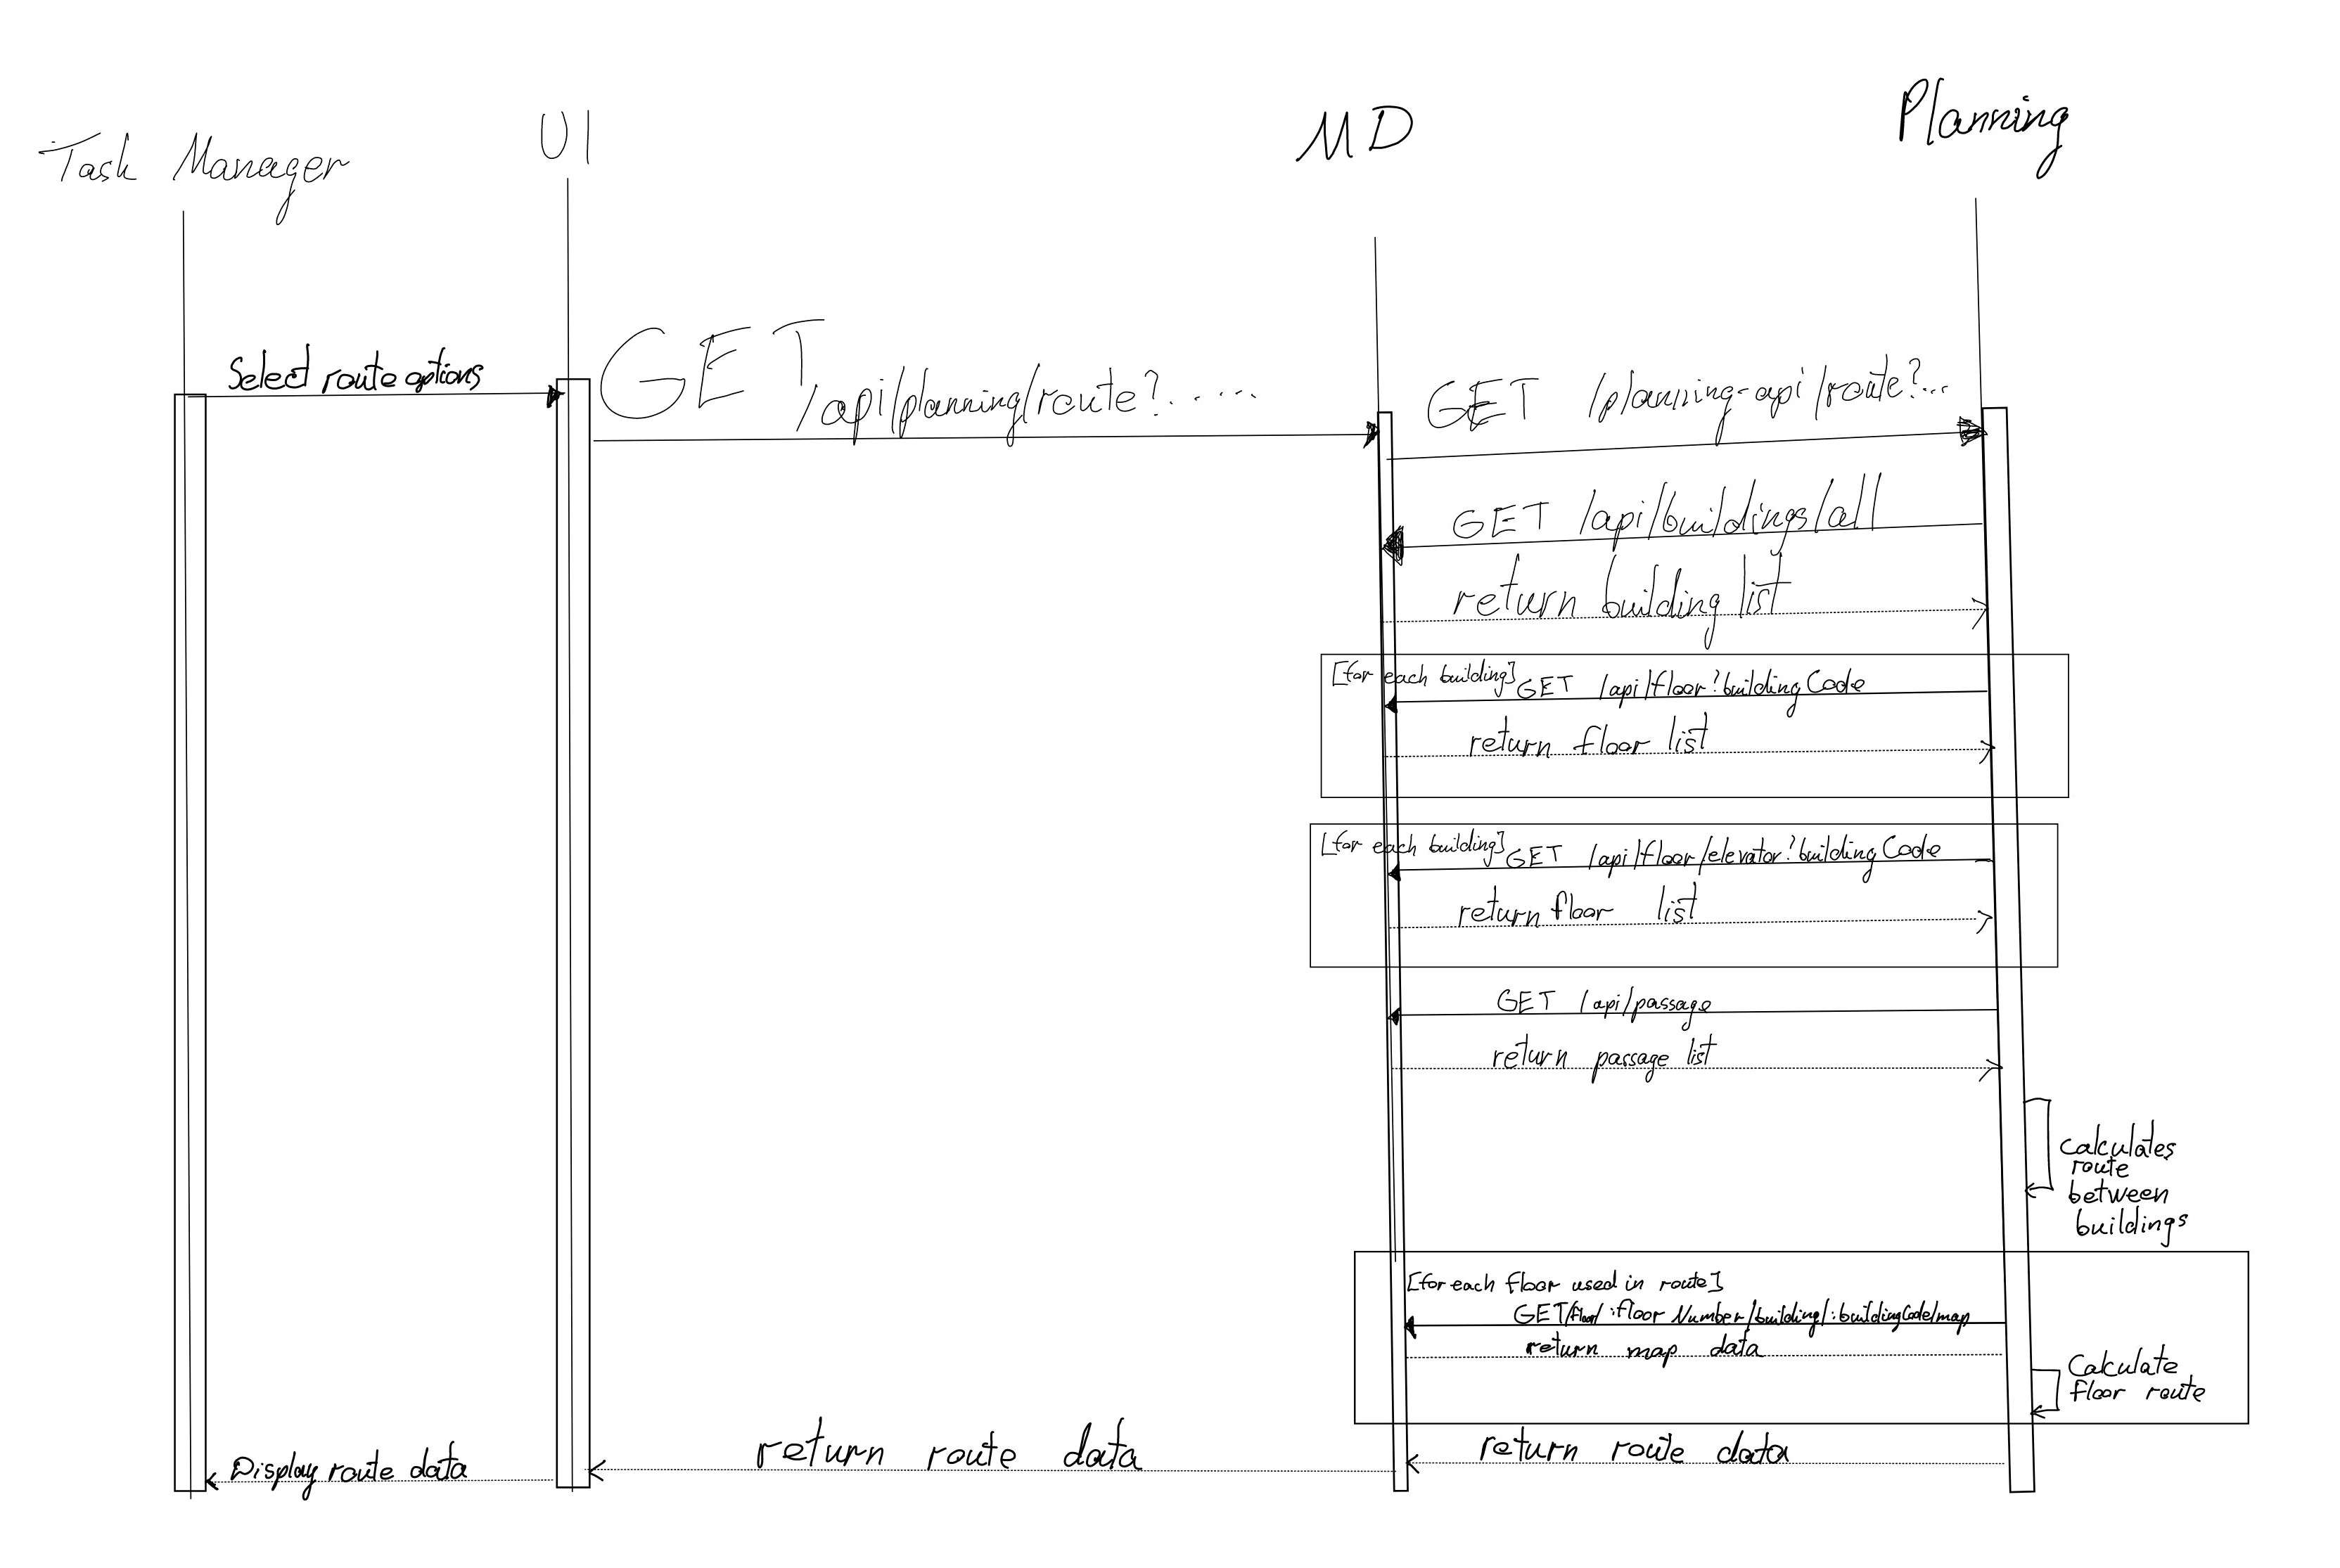 Task Manager
UI
MD
Planning
Select route options
GET /api/planning/route?.....
GET /planning-api/route?...
GET /api/buildings/all
return building list
[for each building] GET /api/floor?buildingCode
return floor list
[for each building] GET /api/floor/elevator?buildingCode
return floor list
GET /api/passage
return passage list
calculates
route
between
buildings
[for each floor used in route]
GET/floor/:floorNumber/building/:buildingCode/map
return map data
Calculate
floor route
return route data
return route data
Display route data